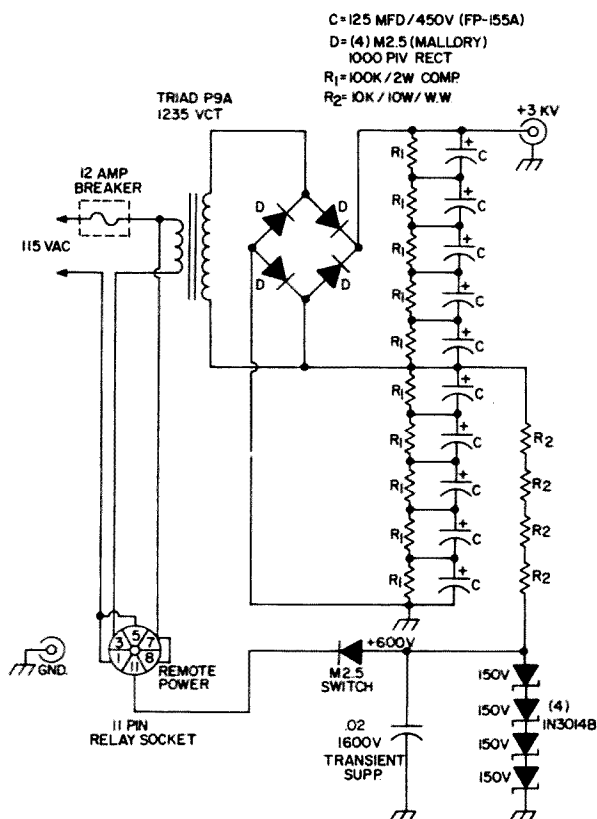 C=125 MFD/450V (FP-155A)
D=(4) M2.5 (MALLORY)
1000 PIV RECT
R1=100K/2W COMP.
R2=10K/10W/W.W.
TRIAD P9A
1235 VCT
+3 KV
12 AMP
BREAKER
115 VAC
D
D
D
D
R1
+
C
R1
+
C
R1
+
C
R1
+
C
R1
+
C
R1
+
C
R1
+
C
R1
+
C
R1
+
C
R1
+
C
R2
R2
R2
R2
GND.
3
5
7
1
11
8
REMOTE
POWER
11 PIN
RELAY SOCKET
+600V
M2.5
SWITCH
.02
1600V
TRANSIENT
SUPP.
150V
150V
150V
150V
(4)
1N3014B